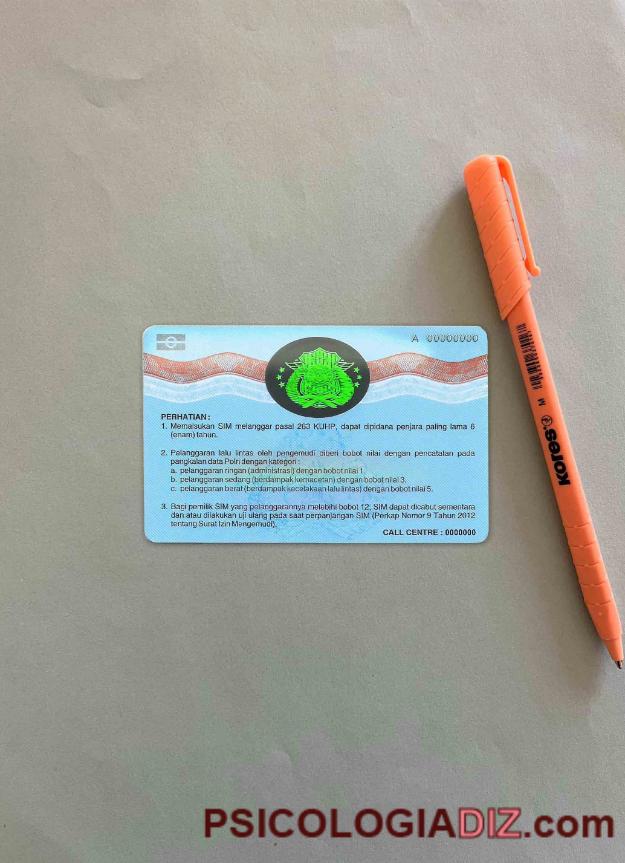 A 00000000
PERHATIAN :
1. Memalsukan SIM melanggar pasal 263 KUHP, dapat dipidana penjara paling lama 6
(enam) tahun.
2. Pelanggaran lalu lintas oleh pengemudi diberi bobot nilai dengan pencatatan pada
pangkalan data Polri dengan kategori :
a. pelanggaran ringan (administrasi) dengan bobot nilai 1.
b. pelanggaran sedang (berdampak kemacetan) dengan bobot nilai 3.
c. pelanggaran berat (berdampak kecelakaan lalu lintas) dengan bobot nilai 5.
3. Bagi pemilik SIM yang pelanggarannya melebihi bobot 12, SIM dapat dicabut sementara
dan atau dilakukan uji ulang pada saat perpanjangan SIM (Perkap Nomor 9 Tahun 2012
tentang Surat Izin Mengemudi).
CALL CENTRE : 0000000
M
Kores
PSICOLOGIADIZ.com